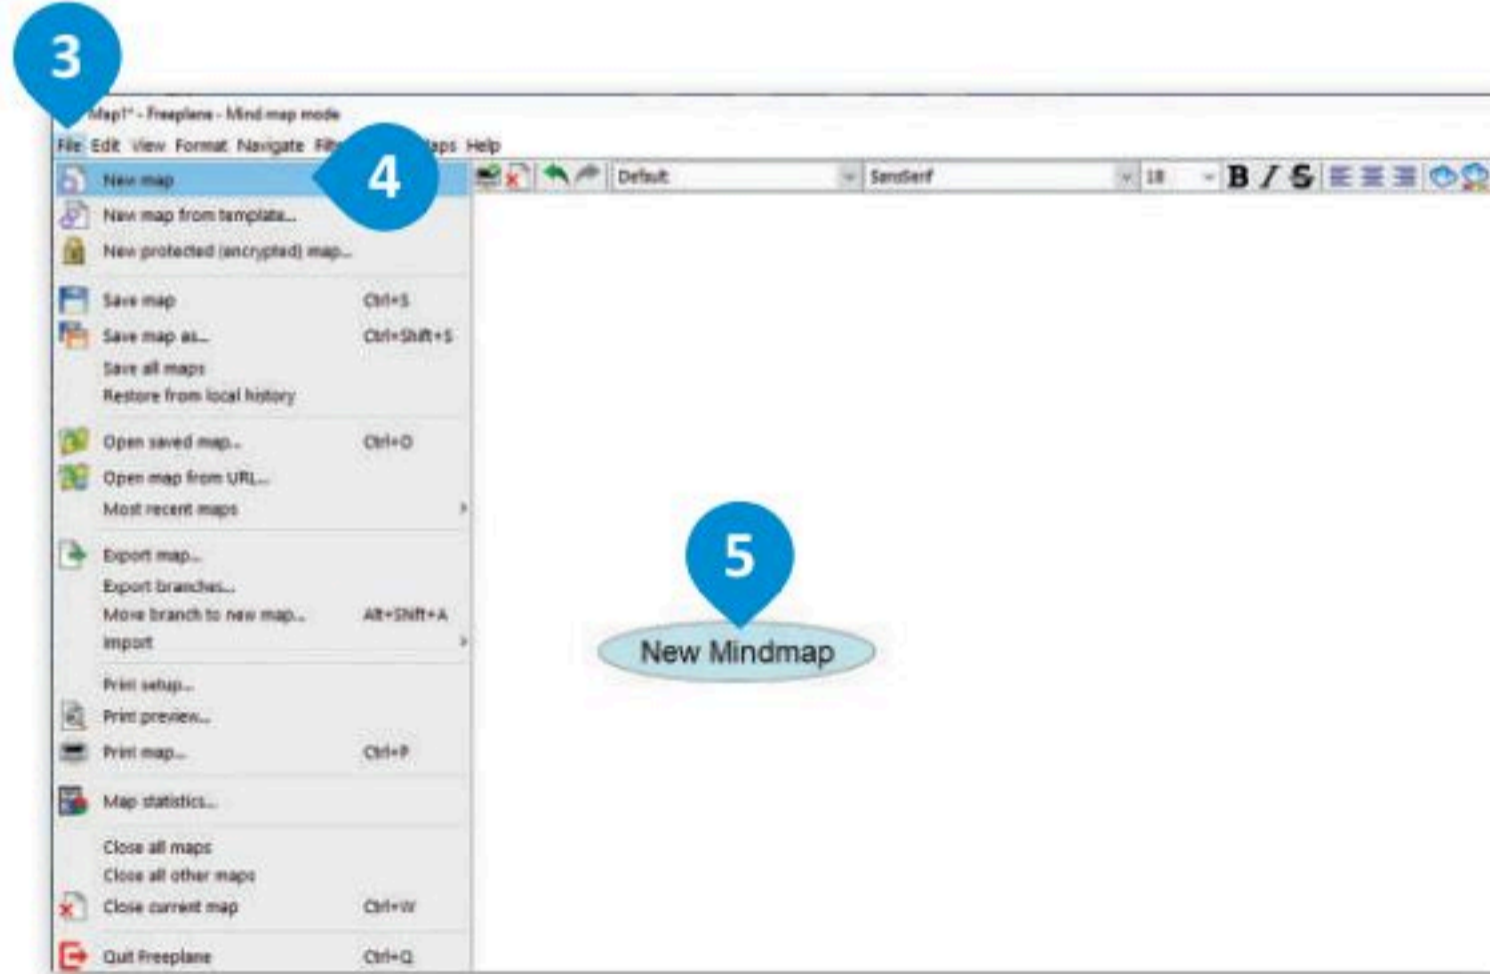 3
Map1* - Freeplane - Mind map mode
File Edit View Format Navigate Maps Help
4
Default SansSerif 18 B I S
New map
New map from template...
New protected (encrypted) map...
Save map Ctrl+S
Save map as... Ctrl+Shift+S
Save all maps
Restore from local history
Open saved map... Ctrl+O
Open map from URL...
Most recent maps
Export map...
Export branches...
Move branch to new map... Alt+Shift+A
Import
Print setup...
Print preview...
Print map... Ctrl+P
Map statistics...
Close all maps
Close all other maps
Close current map Ctrl+W
Quit Freeplane Ctrl+Q
5
New Mindmap